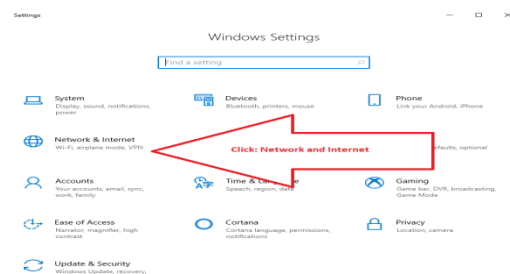 Settings
Windows Settings
Find a setting
System
Display, sound, notifications,
power
Devices
Bluetooth, printers, mouse
Phone
Link your Android, iPhone
Network & Internet
Wi-Fi, airplane mode, VPN
Click: Network and Internet
efaults, optional
Accounts
Your accounts, email, sync,
work, family
Time & La
Speech, region, date
Gaming
Game bar, DVR, broadcasting,
Game Mode
Ease of Access
Narrator, magnifier, high
contrast
Cortana
Cortana language, permissions,
notifications
Privacy
Location, camera
Update & Security
Windows Update, recovery,